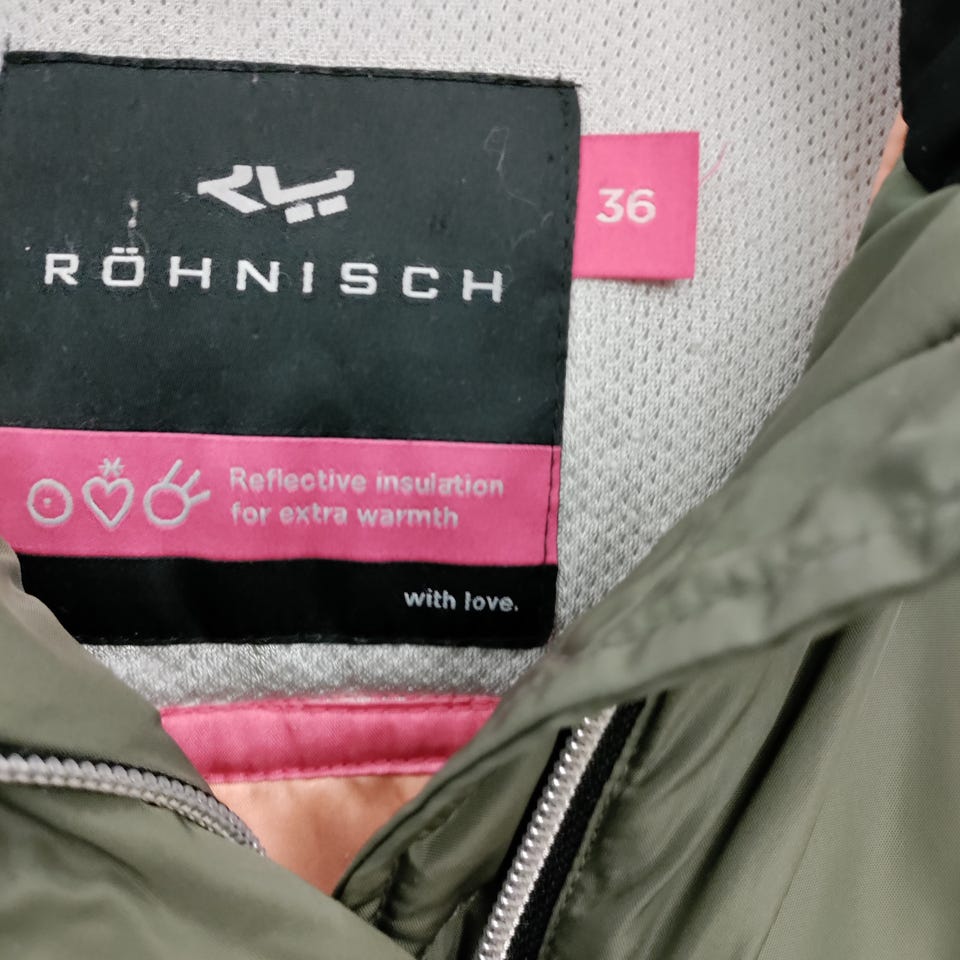 RÖHNISCH
36
Reflective insulation
for extra warmth
with love.